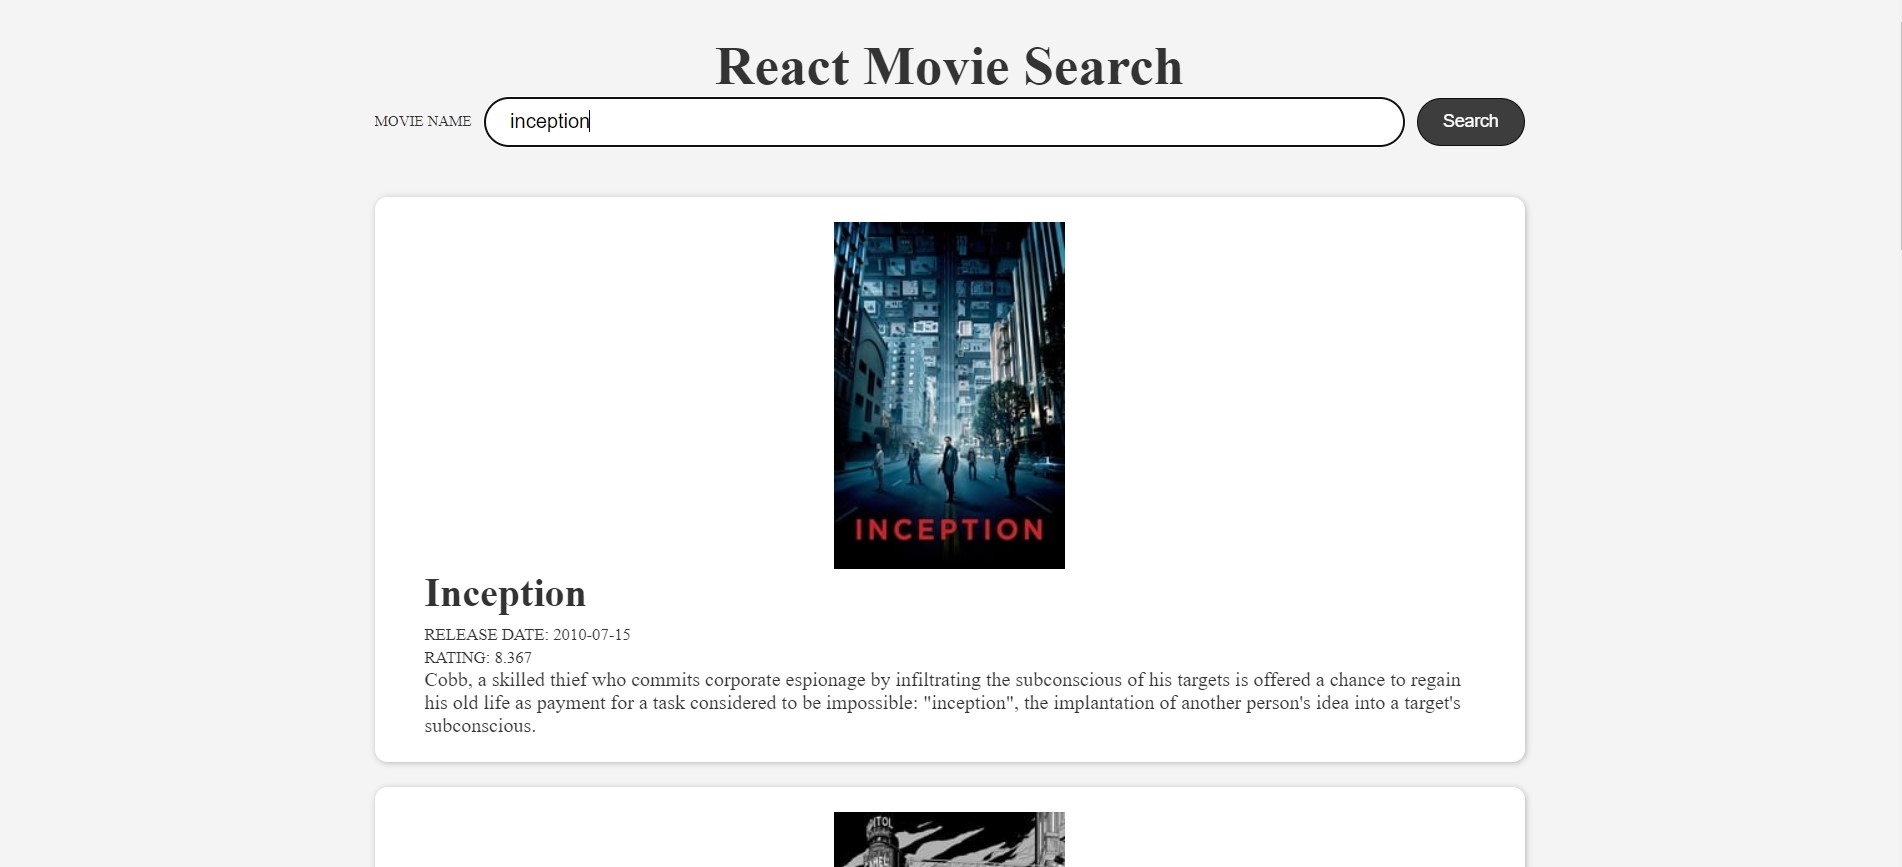 React Movie Search
MOVIE NAME
inception
Search
INCEPTION
Inception
RELEASE DATE: 2010-07-15
RATING: 8.367
Cobb, a skilled thief who commits corporate espionage by infiltrating the subconscious of his targets is offered a chance to regain
his old life as payment for a task considered to be impossible: "inception", the implantation of another person's idea into a target's
subconscious.